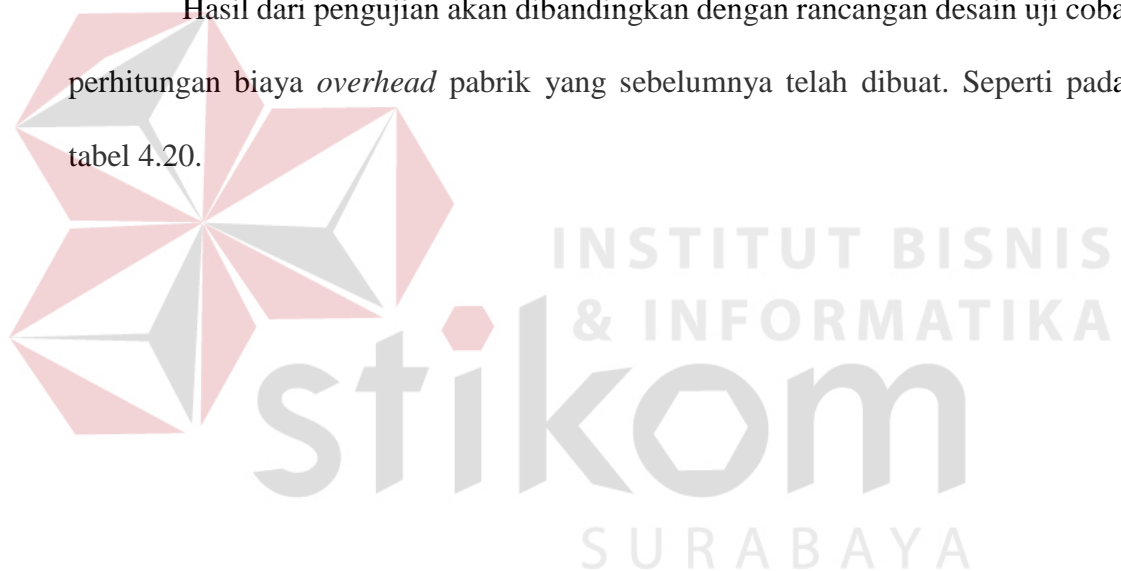 Hasil dari pengujian akan dibandingkan dengan rancangan desain uji coba
perhitungan biaya overhead pabrik yang sebelumnya telah dibuat. Seperti pada
tabel 4.20.
INSTITUT BISNIS
& INFORMATIKA
stikom
SURABAYA